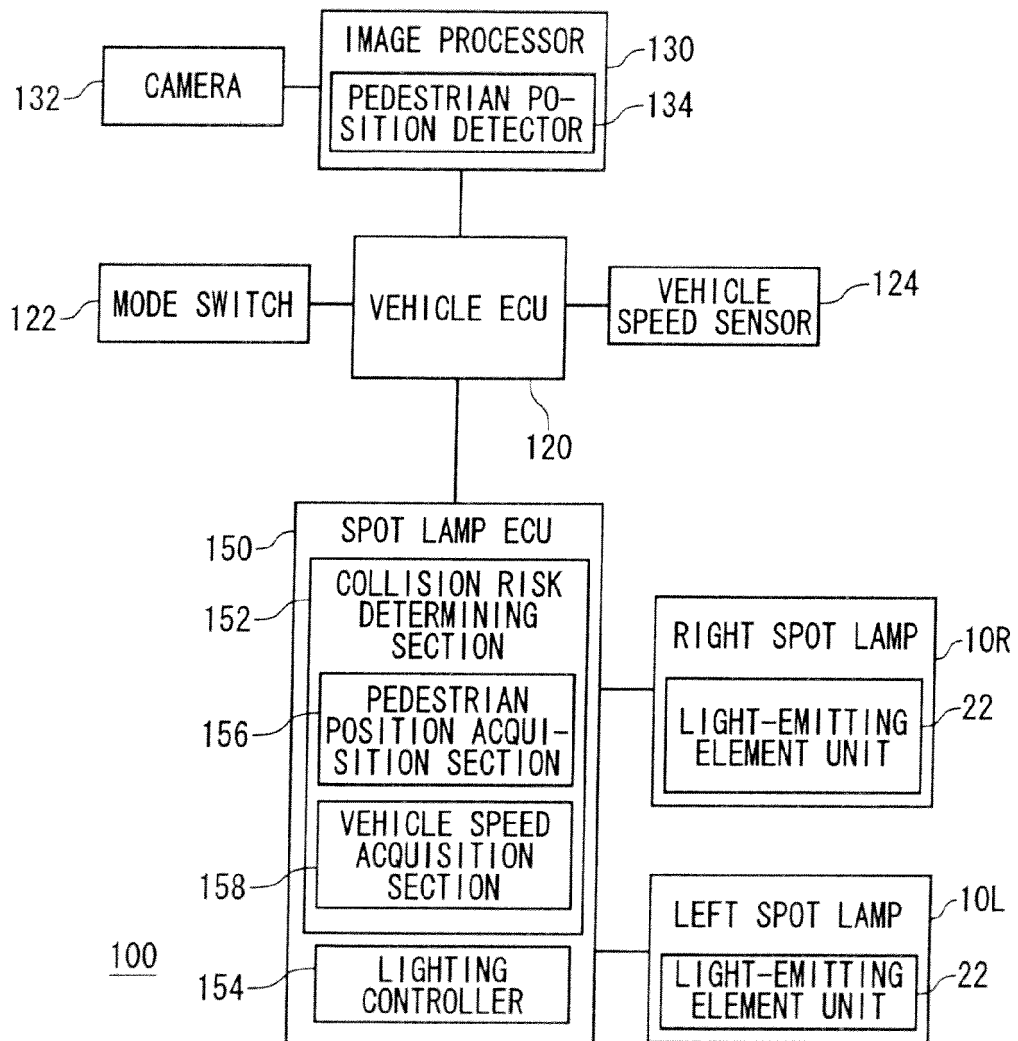 IMAGE PROCESSOR
130
CAMERA
132
PEDESTRIAN PO-
SITION DETECTOR
134
MODE SWITCH
122
VEHICLE ECU
120
VEHICLE
SPEED SENSOR
124
SPOT LAMP ECU
150
COLLISION RISK
DETERMINING
SECTION
152
PEDESTRIAN
POSITION ACQUI-
SITION SECTION
156
VEHICLE SPEED
ACQUISITION
SECTION
158
LIGHTING
CONTROLLER
154
RIGHT SPOT LAMP
10R
LIGHT-EMITTING
ELEMENT UNIT
22
LEFT SPOT LAMP
10L
LIGHT-EMITTING
ELEMENT UNIT
22
100